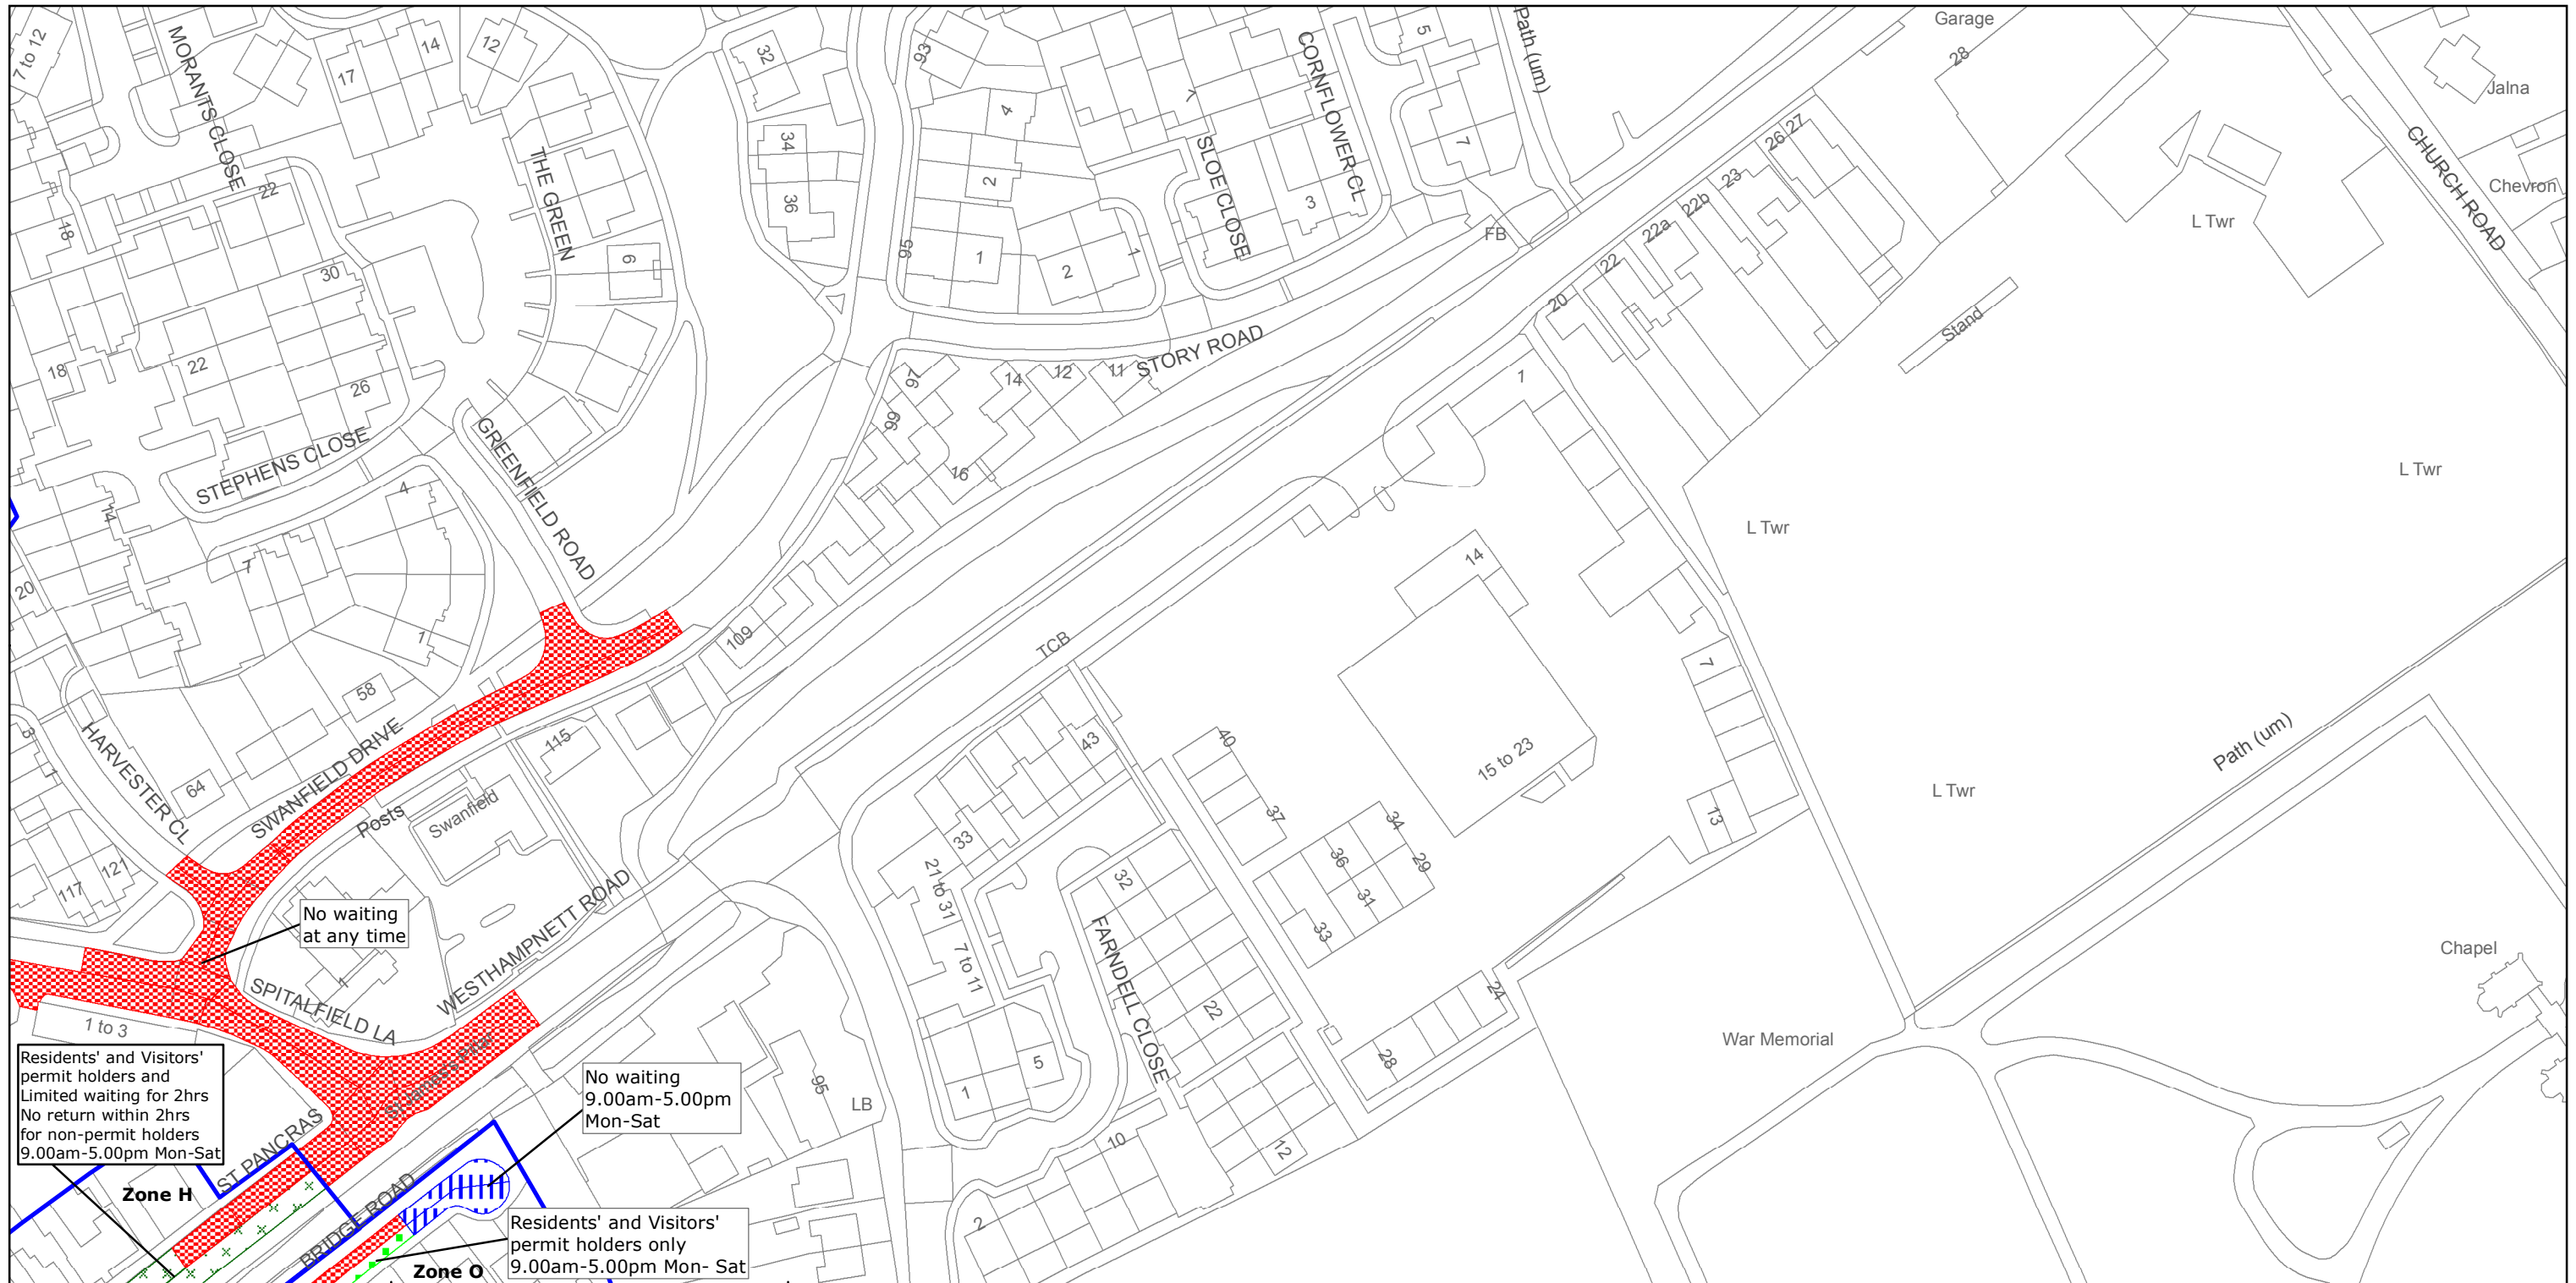 7 to 12
MORANTS CLOSE
17
14
12
32
93
CORNFLOWER CL
5
Path (um)
Garage
28
Jalna
CHURCH ROAD
Chevron
THE GREEN
34
36
4
2
7
SLOE CLOSE
3
7
26
27
23
22b
22a
22
20
L Twr
18
22
30
6
95
1
2
1
FB
Stand
18
22
26
STEPHENS CLOSE
GREENFIELD ROAD
97
99
14
12
11
STORY ROAD
16
1
L Twr
L Twr
14
20
4
7
1
58
64
HARVESTER CL
3
1
117
121
SWANFIELD DRIVE
Posts
Swanfield
115
109
TCB
14
15 to 23
7
13
L Twr
Path (um)
43
40
37
33
21 to 31
7 to 11
32
FARNDELL CLOSE
36
34
29
31
33
22
24
28
12
10
5
1
2
No waiting
at any time
SPITALFIELD LA
1
WESTHAMPNETT ROAD
1 to 3
Chapel
War Memorial
95
LB
Residents' and Visitors'
permit holders and
Limited waiting for 2hrs
No return within 2hrs
for non-permit holders
9.00am-5.00pm Mon-Sat
No waiting
9.00am-5.00pm
Mon-Sat
ST PANCRAS
Zone H
BRIDGE ROAD
Residents' and Visitors'
permit holders only
9.00am-5.00pm Mon- Sat
Zone O